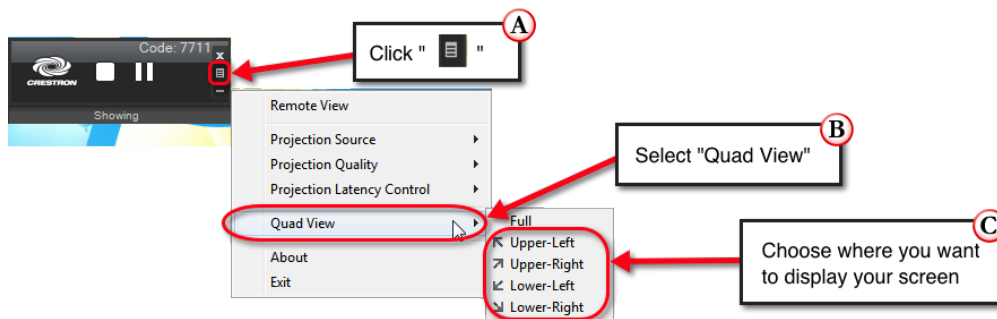 A
Click " "
Code: 7711
x
CRESTRON
Showing
Remote View
Projection Source
Projection Quality
Projection Latency Control
Quad View
About
Exit
B
Select "Quad View"
Full
Upper-Left
Upper-Right
Lower-Left
Lower-Right
C
Choose where you want
to display your screen